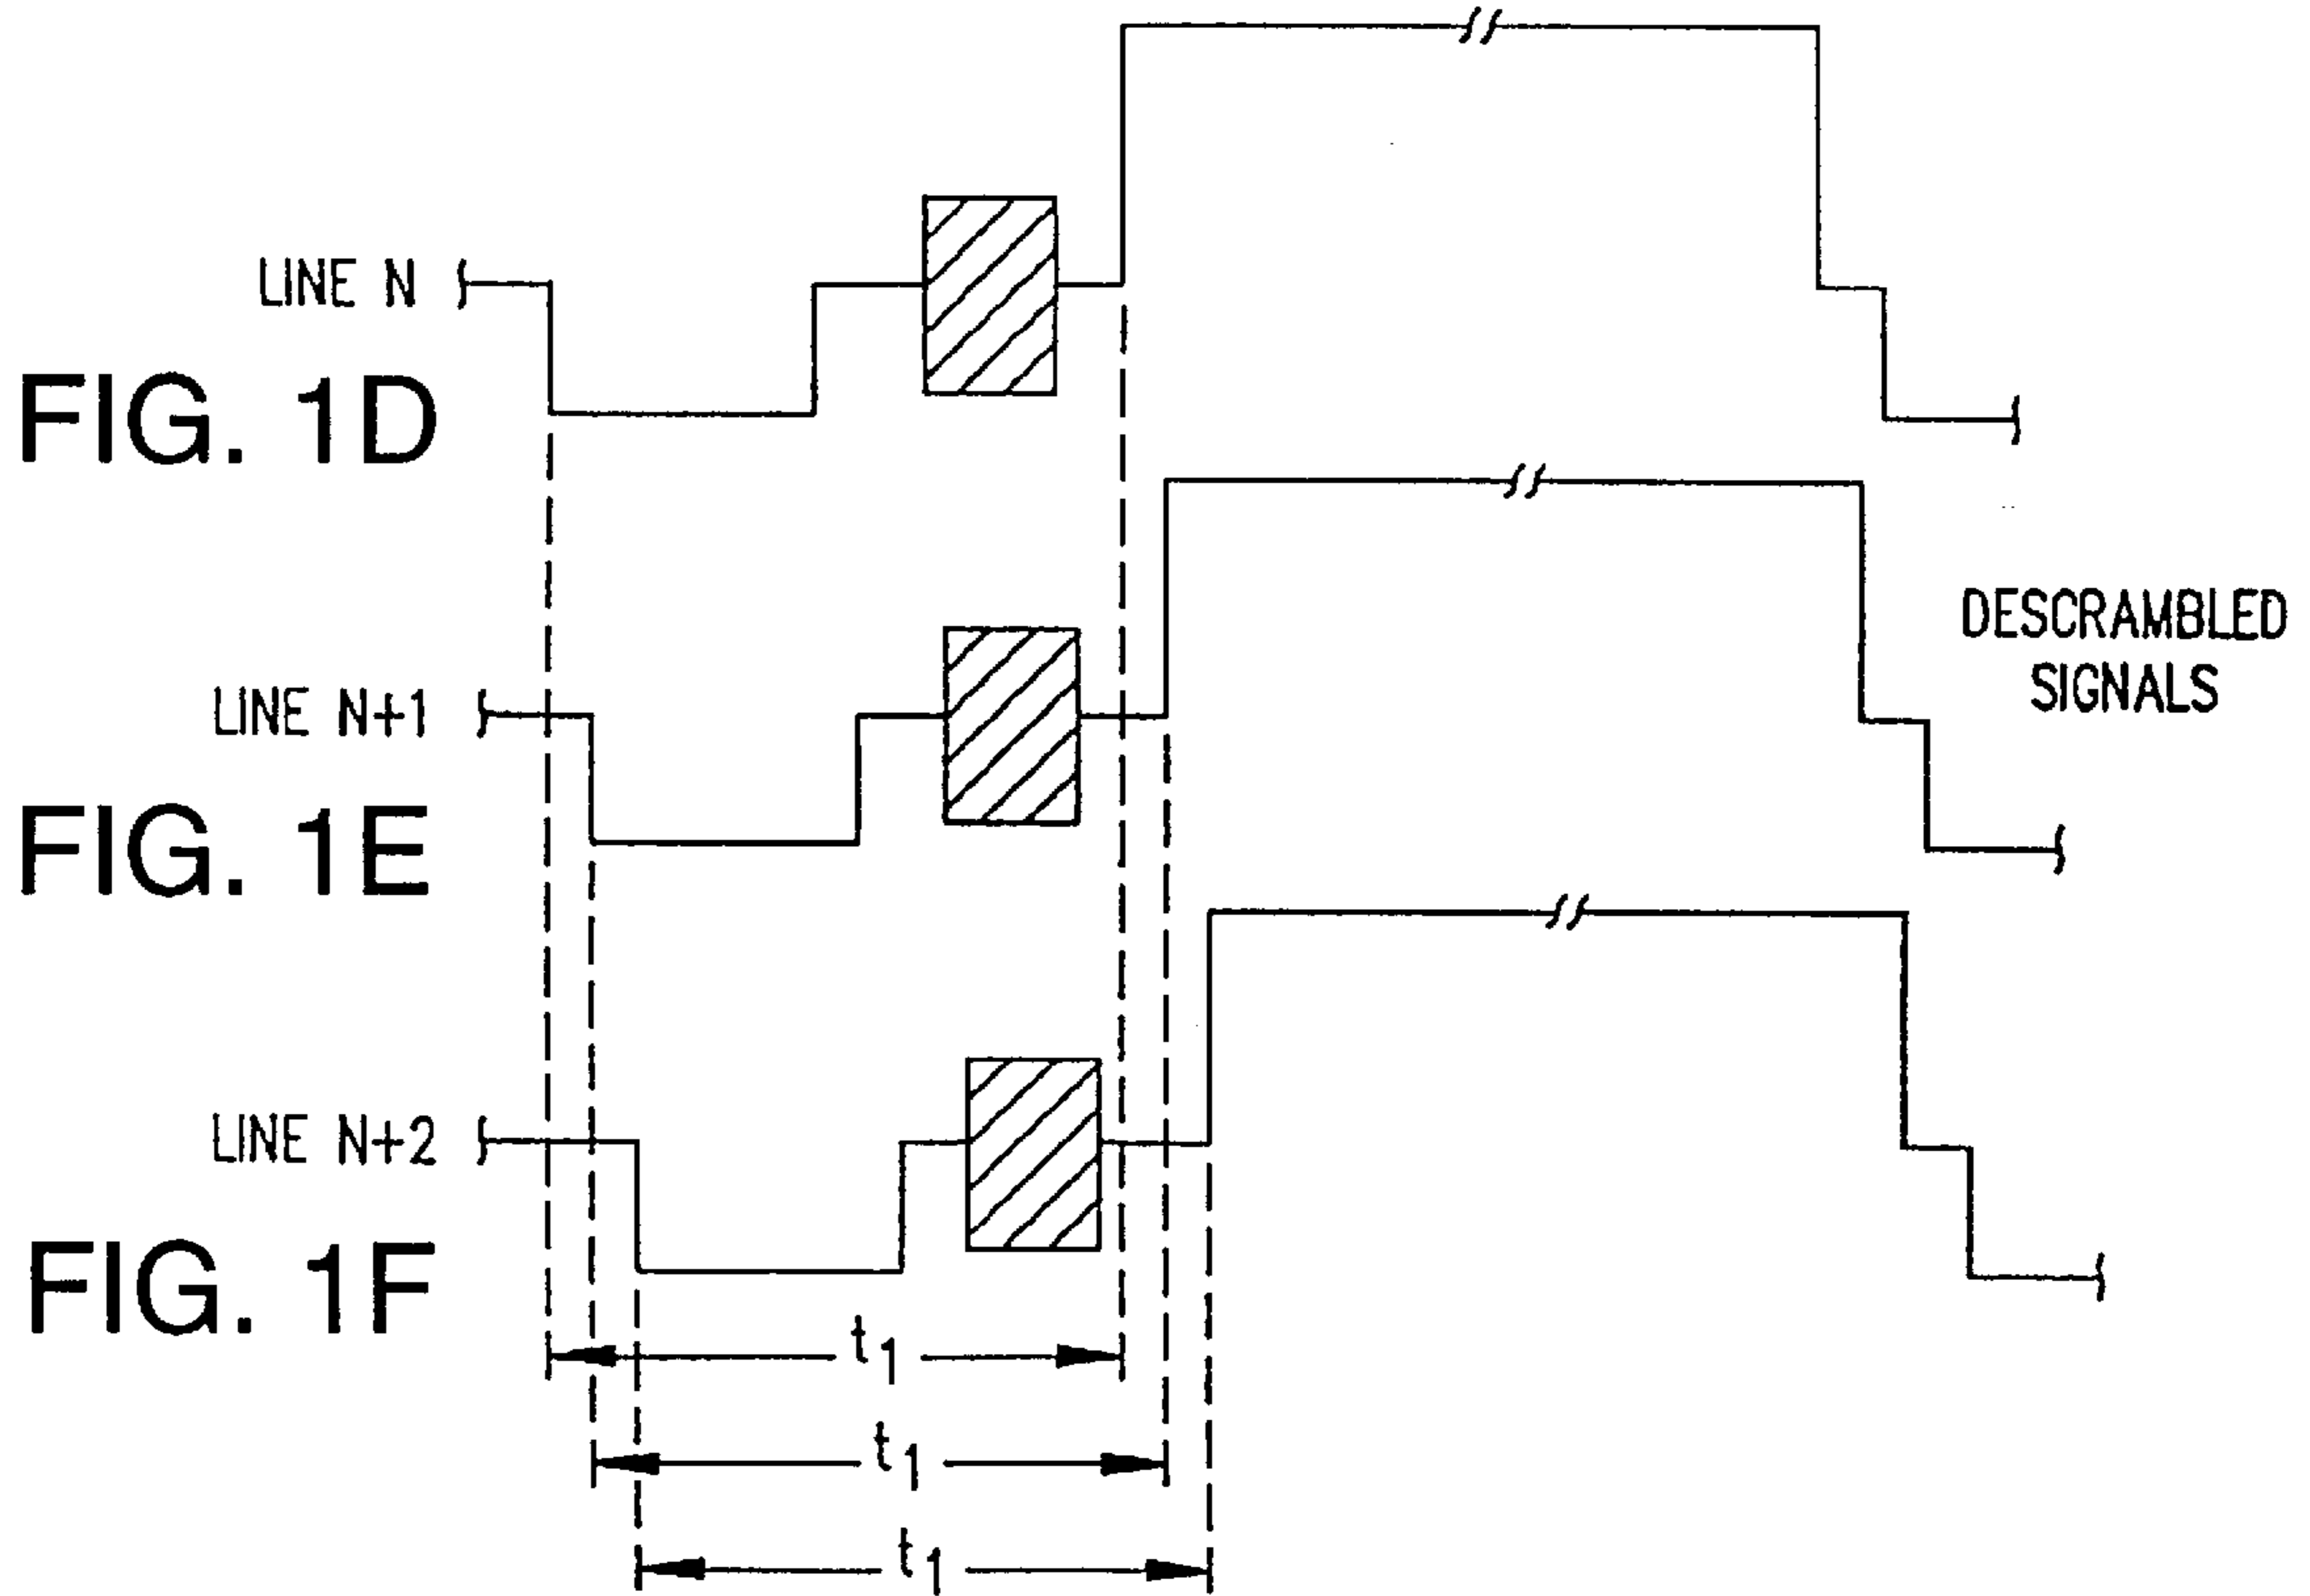 LINE N
FIG. 1D
LINE N+1
FIG. 1E
DESCRAMBLED
SIGNALS
LINE N+2
FIG. 1F
t1
t1
t1